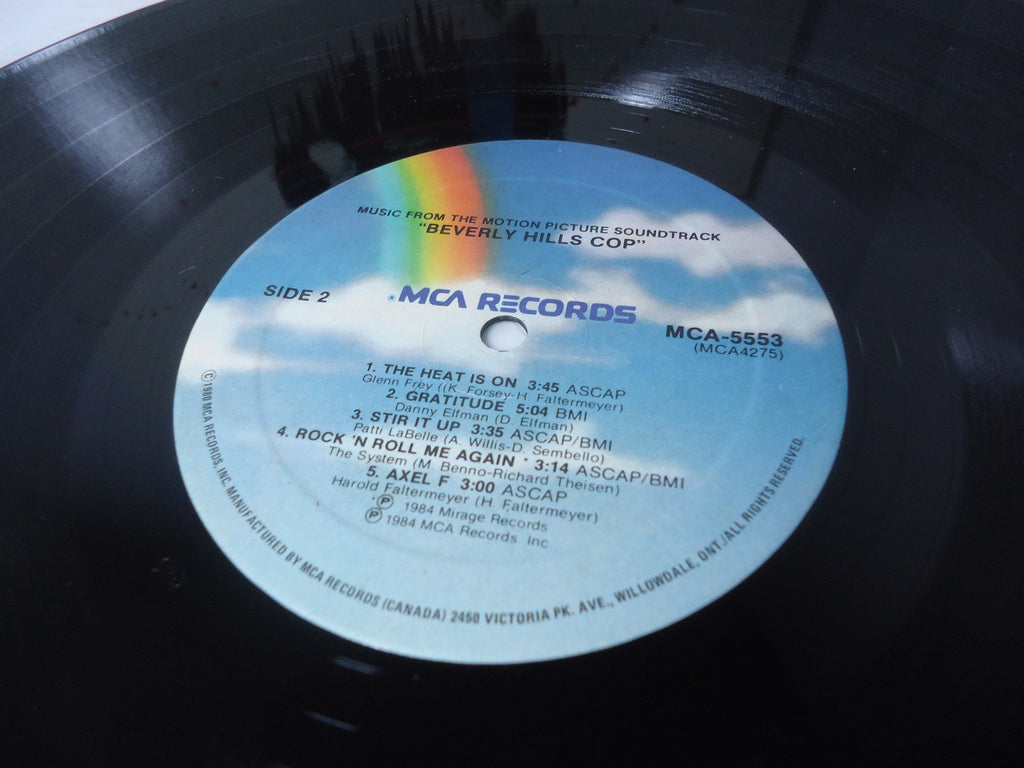 MUSIC FROM THE MOTION PICTURE SOUNDTRACK
"BEVERLY HILLS COP"
SIDE 2
® MCA RECORDS
MCA-5553
(MCA4275)
1. THE HEAT IS ON 3:45 ASCAP
Glenn Frey ((K. Forsey-H. Faltermeyer)
2. GRATITUDE 5:04 BMI
Danny Elfman (D. Elfman)
3. STIR IT UP 3:35 ASCAP/BMI
Patti LaBelle (A. Willis-D. Sembello)
4. ROCK 'N ROLL ME AGAIN · 3:14 ASCAP/BMI
The System (M. Benno-Richard Theisen)
5. AXEL F 3:00 ASCAP
Harold Faltermeyer (H. Faltermeyer)
· Ⓟ 1984 Mirage Records
Ⓟ 1984 MCA Records. Inc
©1980 MCA RECORDS, INC. MANUFACTURED BY MCA RECORDS (CANADA) 2450 VICTORIA PK. AVE., WILLOWDALE, ONT./ALL RIGHTS RESERVED.